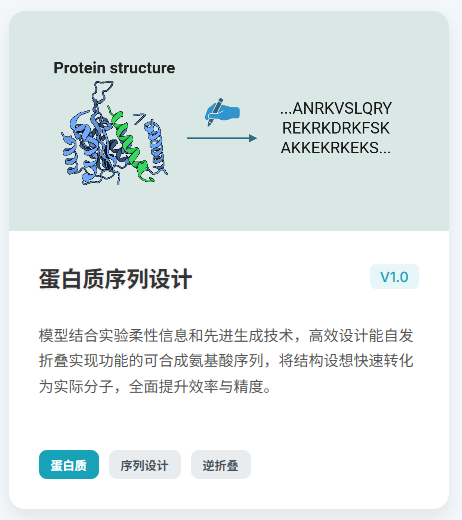 Protein structure
...ANRKVSLQRY
REKRKDRKFSK
AKKEKRKEKS...
蛋白质序列设计
V1.0
模型结合实验柔性信息和先进生成技术，高效设计能自发
折叠实现功能的可合成氨基酸序列，将结构设想快速转化
为实际分子，全面提升效率与精度。
蛋白质 序列设计 逆折叠